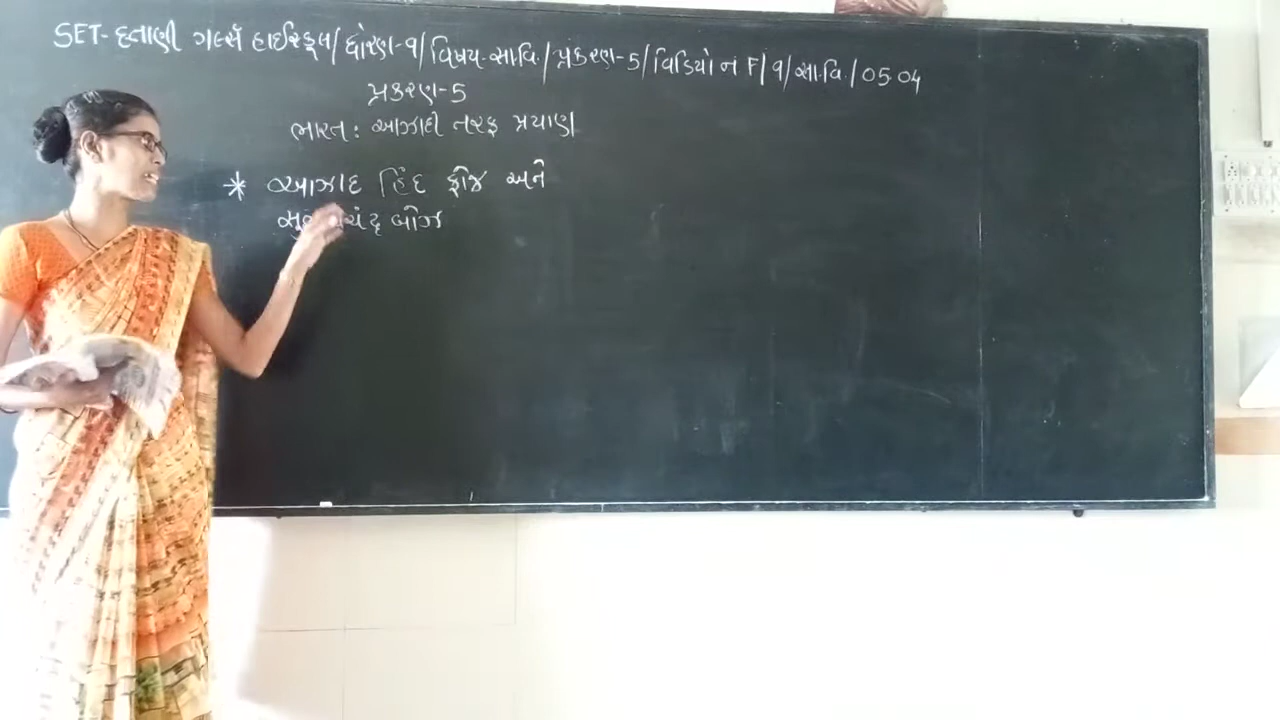 SET- દતાણી ગર્લ્સ હાઈસ્કૂલ/ધોરણ-૧/વિષય-સા.વિ./પ્રકરણ-5/વિડિયો નં F/૧/સા.વિ./05.04
પ્રકરણ-5
ભારત: આઝાદી તરફ પ્રયાણ
* આઝાદ હિંદ ફોજ અને
ચંદ્ર બોઝ